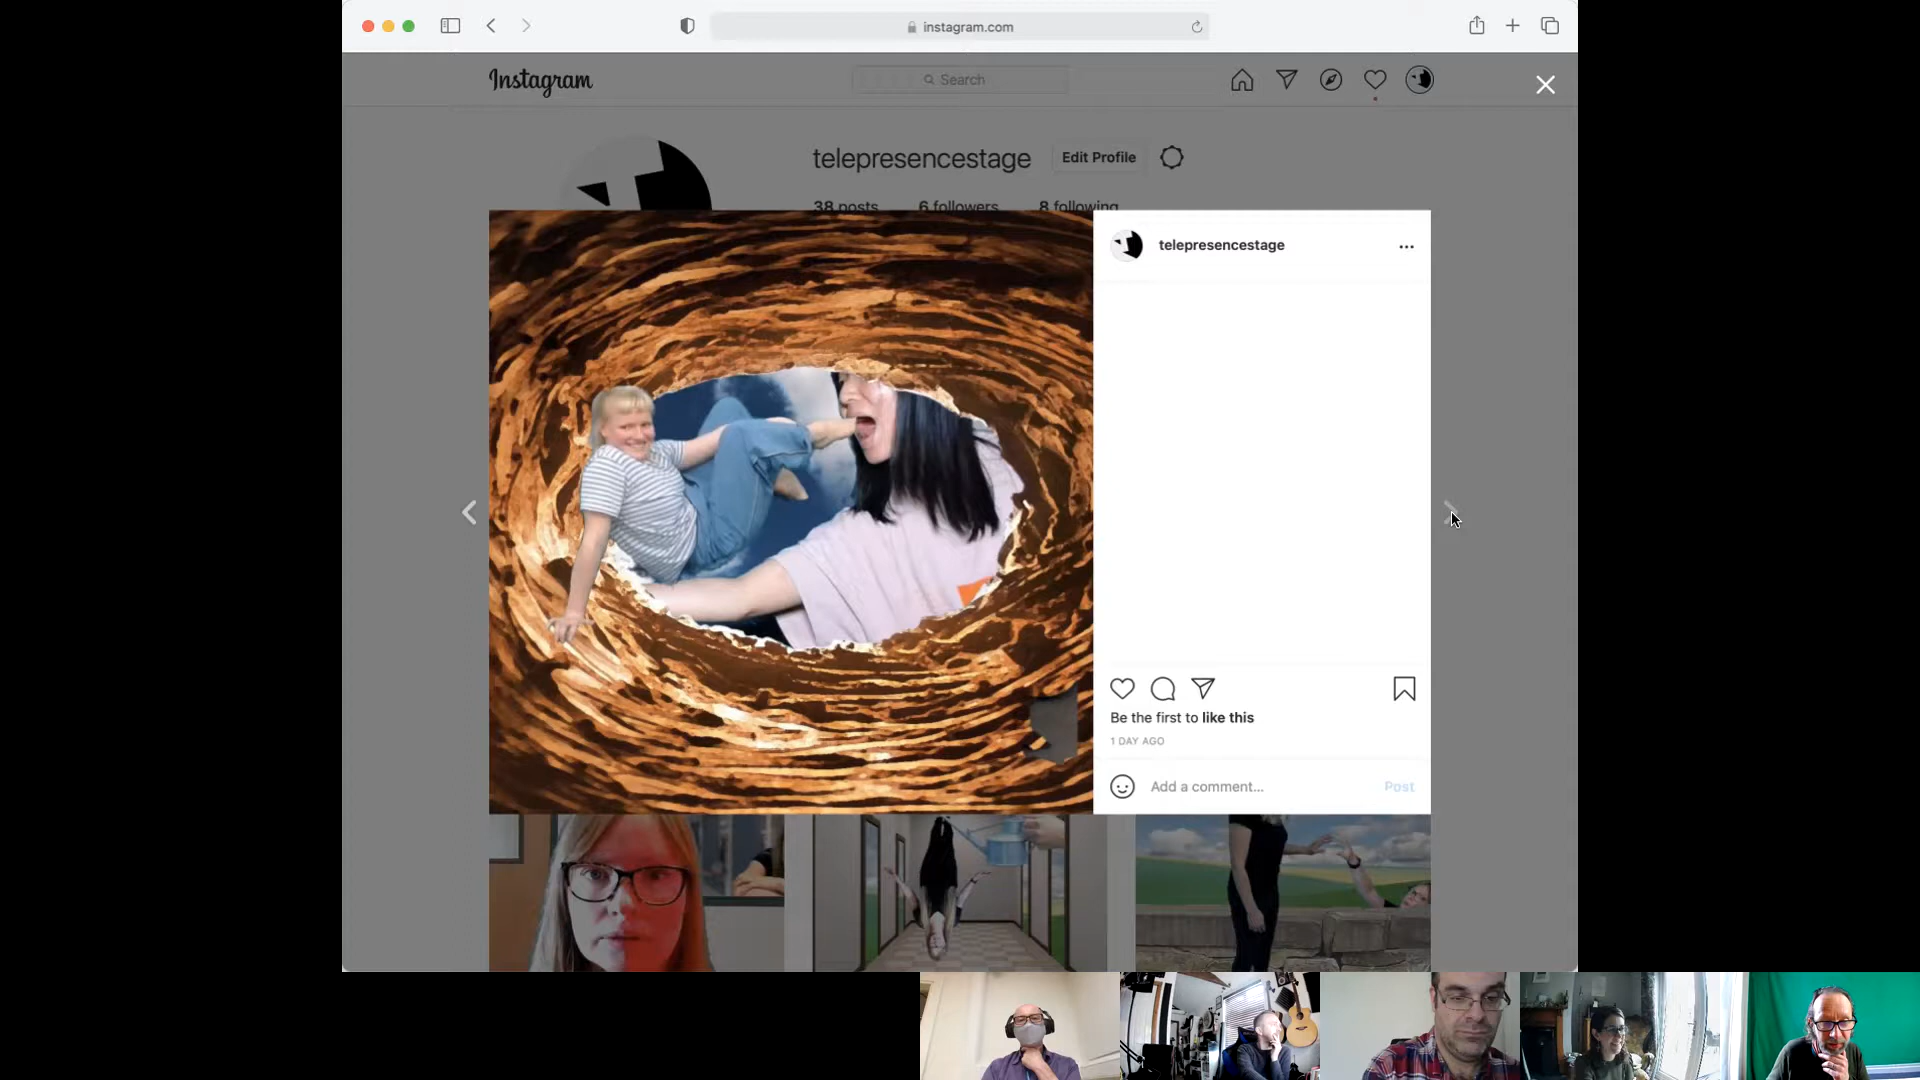 instagram.com
Instagram
Search
telepresencestage
Edit Profile
38 posts
6 followers
8 following
telepresencestage
Be the first to like this
1 DAY AGO
Add a comment...
Post